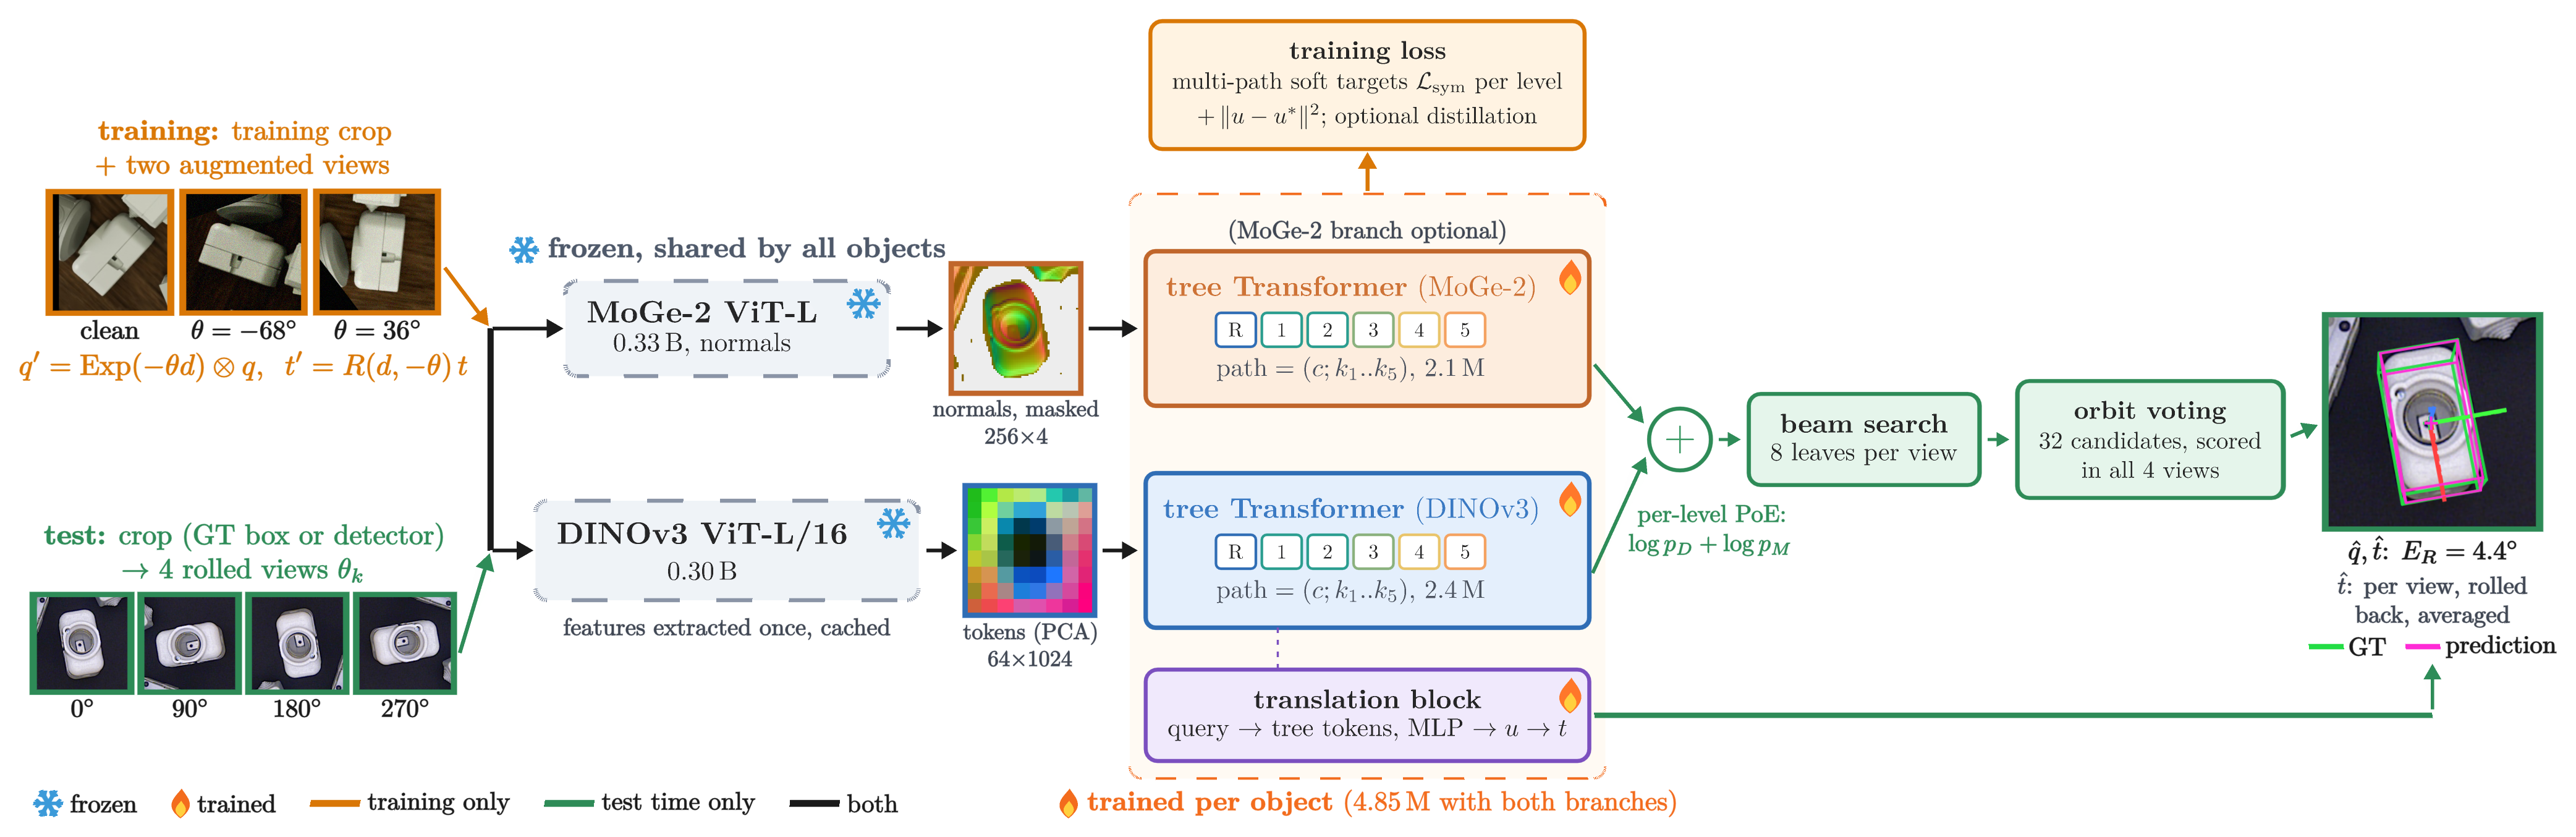 training loss
multi-path soft targets ℒ_sym per level
+ ‖u − u*‖²; optional distillation
training: training crop
+ two augmented views
clean
θ = −68°
θ = 36°
q′ = Exp(−θd) ⊗ q, t′ = R(d, −θ) t
test: crop (GT box or detector)
→ 4 rolled views θ_k
0°
90°
180°
270°
frozen, shared by all objects
MoGe-2 ViT-L
0.33 B, normals
DINOv3 ViT-L/16
0.30 B
features extracted once, cached
normals, masked
256×4
tokens (PCA)
64×1024
(MoGe-2 branch optional)
tree Transformer (MoGe-2)
R 1 2 3 4 5
path = (c; k₁..k₅), 2.1 M
tree Transformer (DINOv3)
R 1 2 3 4 5
path = (c; k₁..k₅), 2.4 M
translation block
query → tree tokens, MLP → u → t
trained per object (4.85 M with both branches)
+
per-level PoE:
log p_D + log p_M
beam search
8 leaves per view
orbit voting
32 candidates, scored
in all 4 views
q̂, t̂: E_R = 4.4°
t̂: per view, rolled
back, averaged
GT
prediction
frozen
trained
training only
test time only
both